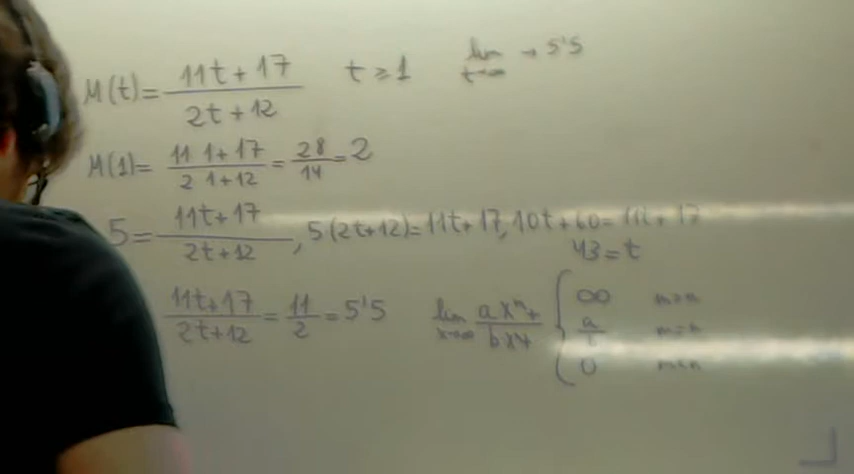 M(t) = (11t + 17)/(2t + 12)   t ≥ 1   lim t→∞ → 5'5
M(1) = (11 1 + 17)/(2 1 + 12) = 28/14 = 2
5 = (11t + 17)/(2t + 12), 5(2t+12) = 11t + 17, 10t + 60 = 11t + 17
43 = t
(11t + 17)/(2t + 12) = 11/2 = 5'5   lim x→∞
∞
a
0